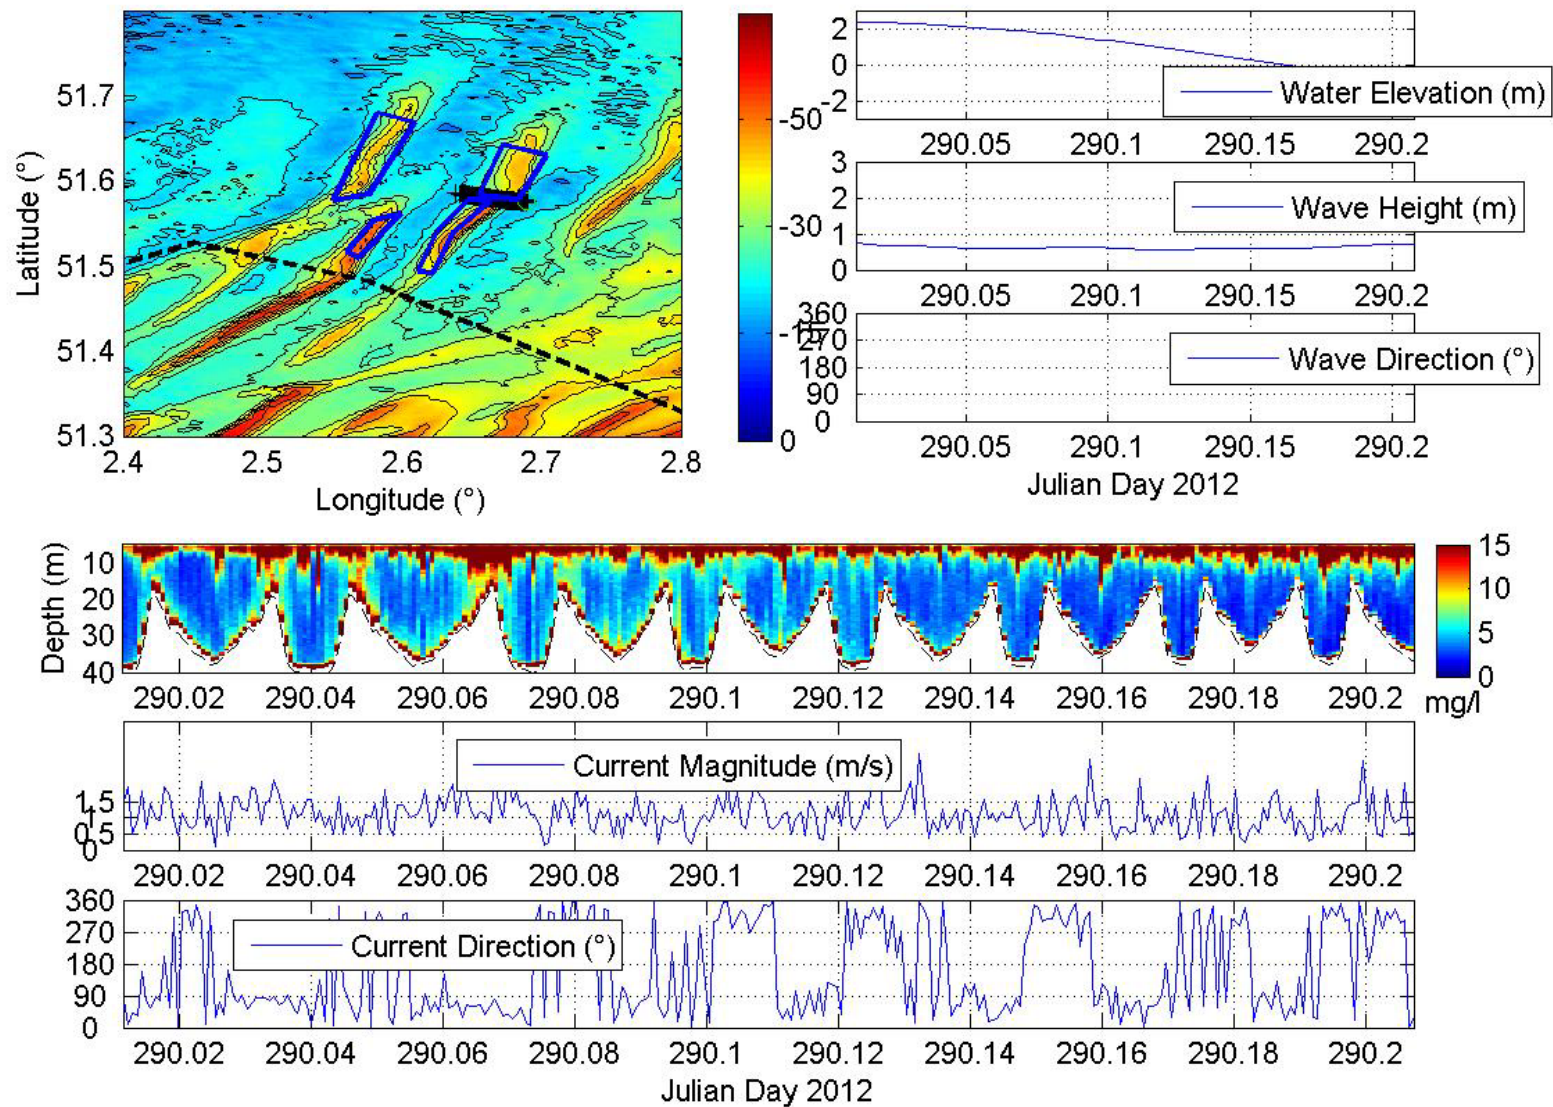 51.7
51.6
51.5
51.4
51.3
Latitude (°)
2.4 2.5 2.6 2.7 2.8
Longitude (°)
-50
-30
0
2
0
-2
Water Elevation (m)
290.05 290.1 290.15 290.2
3
2
1
0
Wave Height (m)
290.05 290.1 290.15 290.2
360
270
180
90
0
Wave Direction (°)
290.05 290.1 290.15 290.2
Julian Day 2012
Depth (m)
10
20
30
40
290.02 290.04 290.06 290.08 290.1 290.12 290.14 290.16 290.18 290.2
15
10
5
0
mg/l
Current Magnitude (m/s)
1.5
1
0.5
0
290.02 290.04 290.06 290.08 290.1 290.12 290.14 290.16 290.18 290.2
360
270
180
90
0
Current Direction (°)
290.02 290.04 290.06 290.08 290.1 290.12 290.14 290.16 290.18 290.2
Julian Day 2012